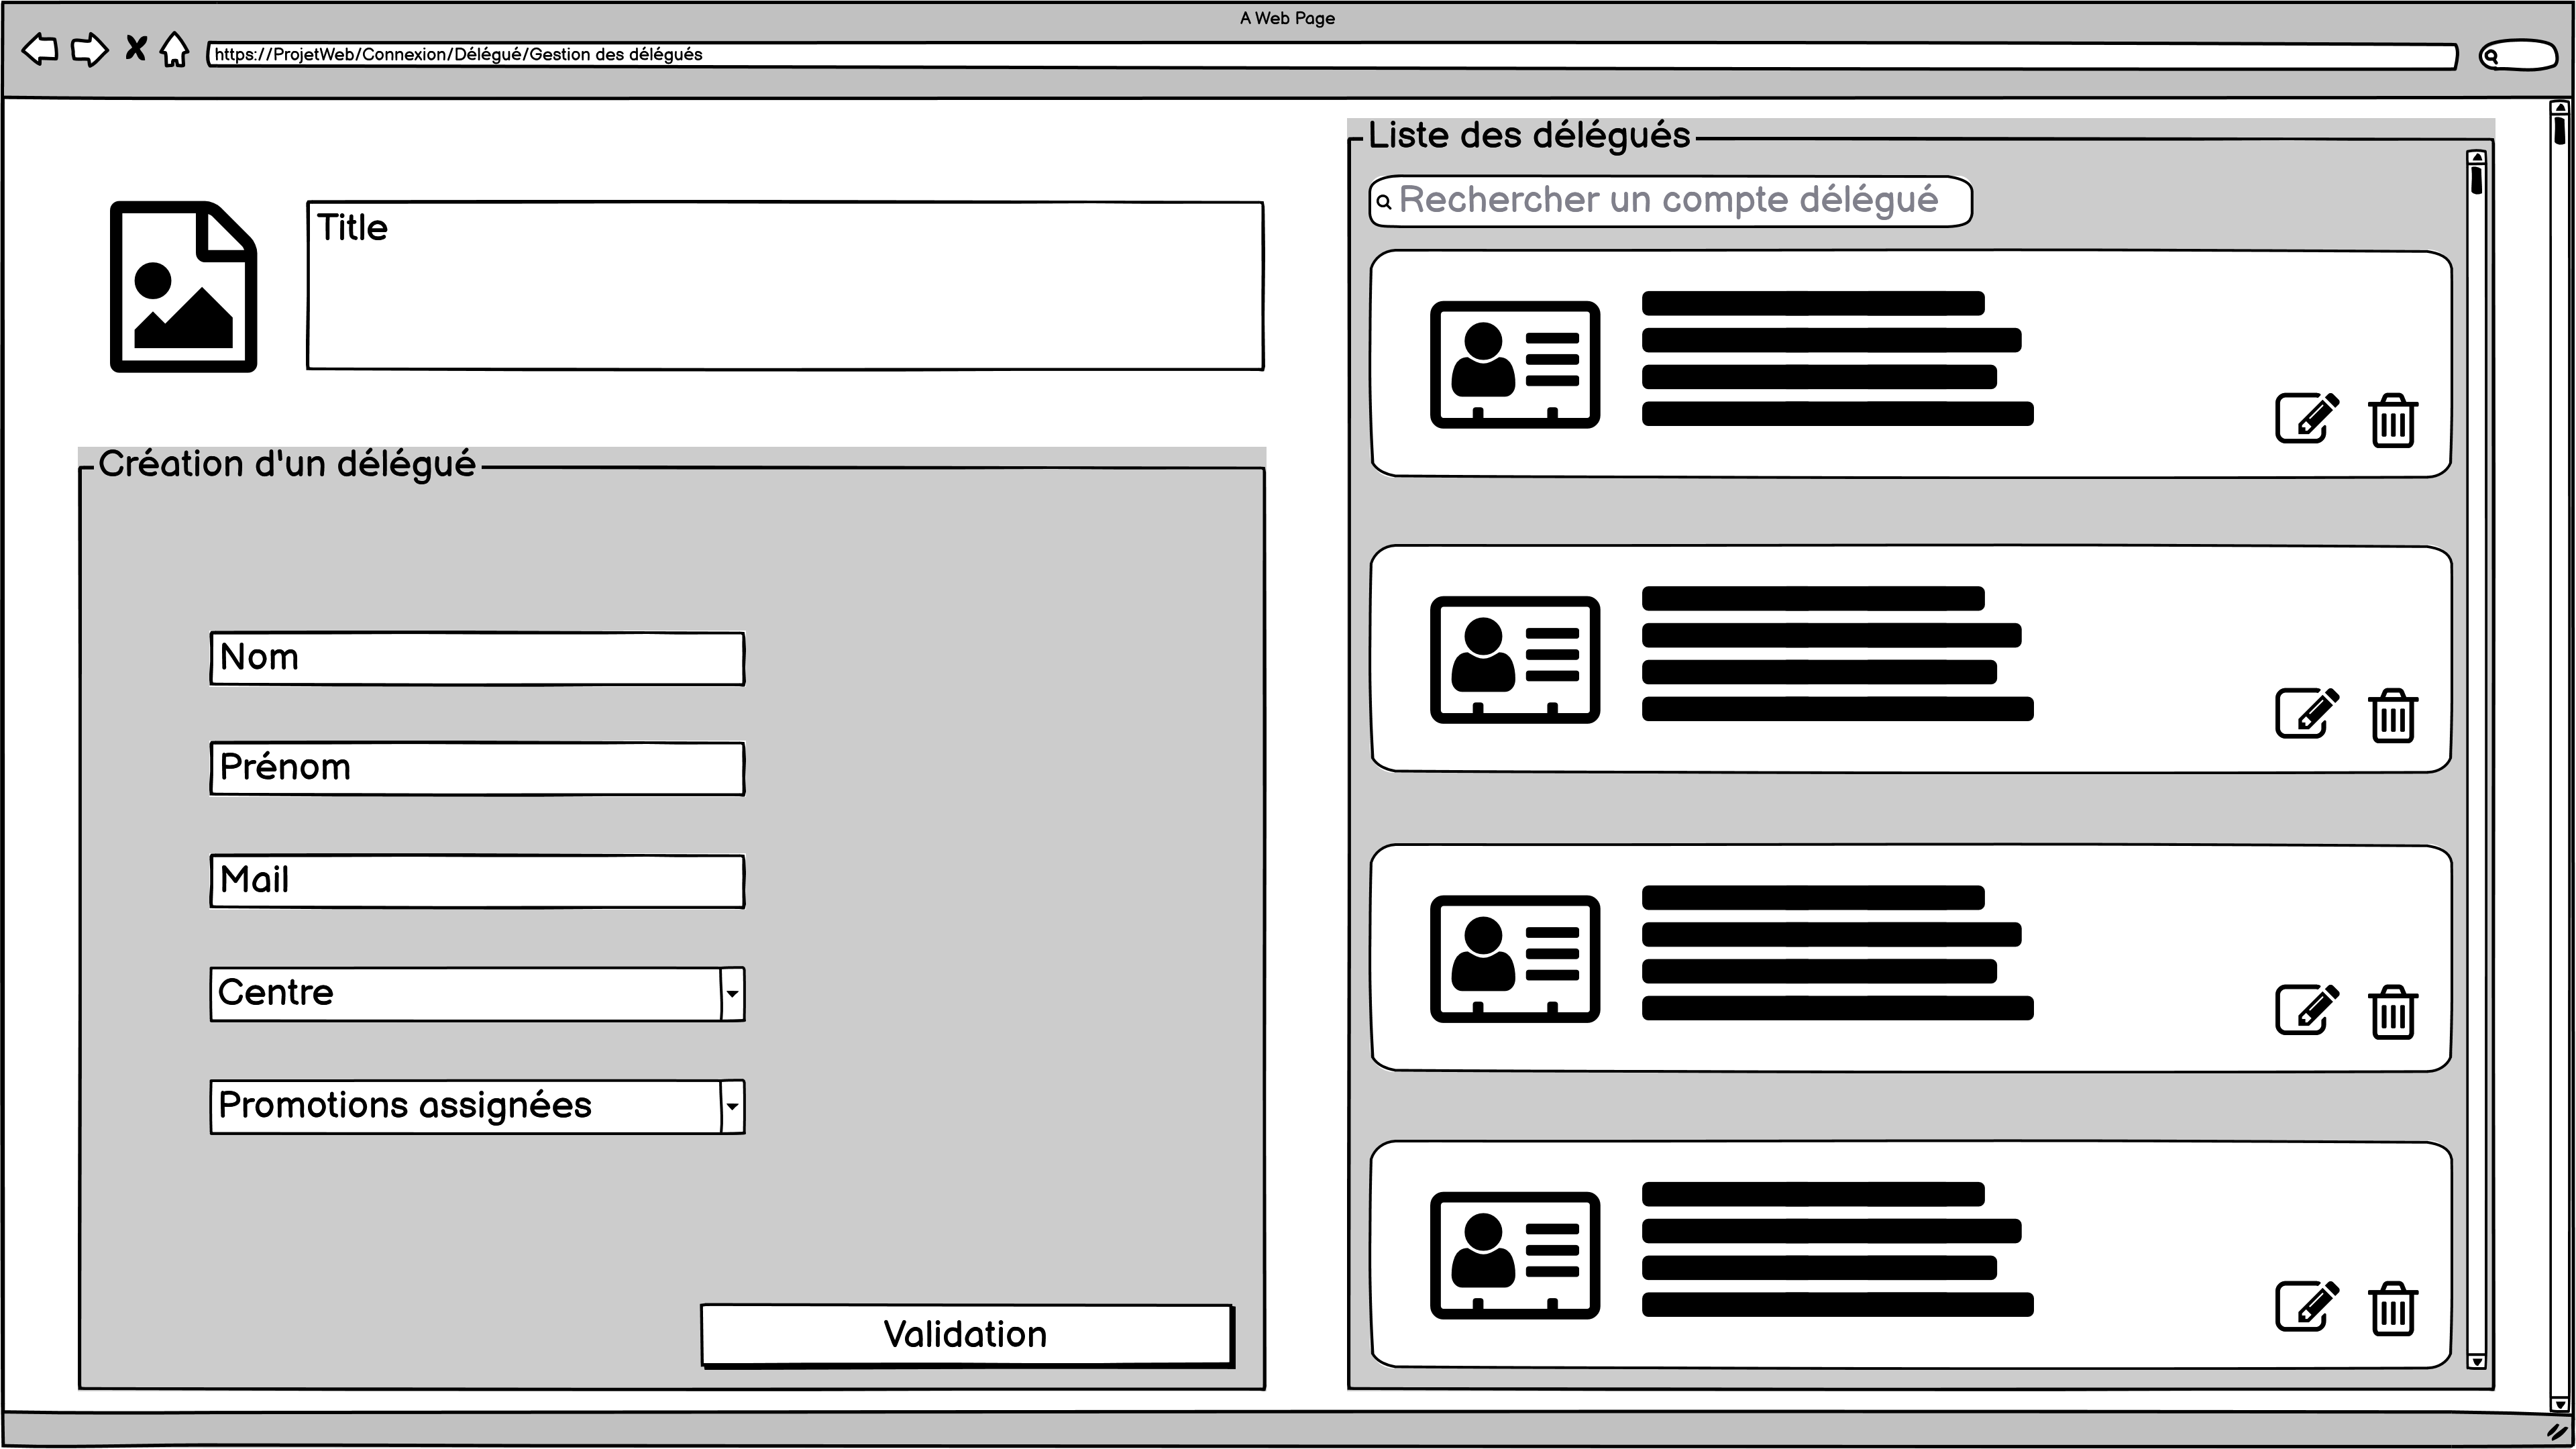 A Web Page
https://ProjetWeb/Connexion/Délégué/Gestion des délégués
Title
Création d'un délégué
Nom
Prénom
Mail
Centre
Promotions assignées
Validation
Liste des délégués
Rechercher un compte délégué